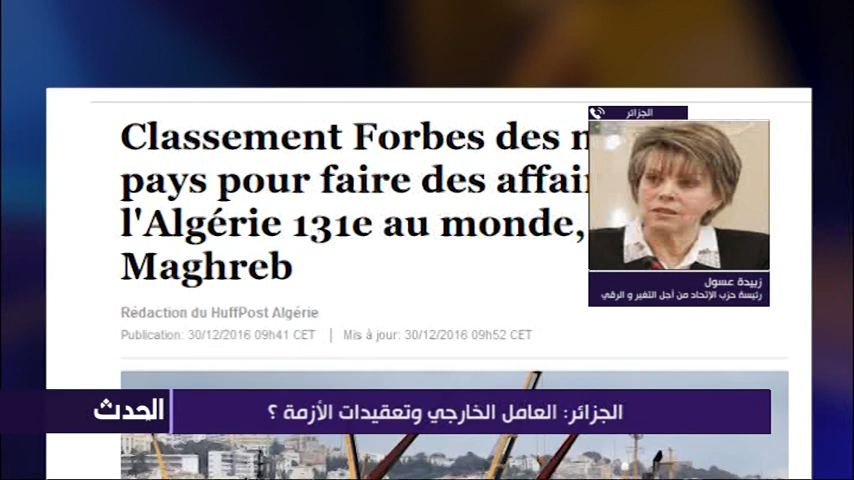 Classement Forbes des
pays pour faire des
l'Algérie 131e au monde,
Maghreb
Rédaction du HuffPost Algérie
Publication: 30/12/2016 09h41 CET | Mis à jour: 30/12/2016 09h52 CET
الجزائر
زبيدة عسول
رئيسة حزب الإتحاد من أجل التغير و الرقي
الجزائر: العامل الخارجي وتعقيدات الأزمة ؟
الحدث